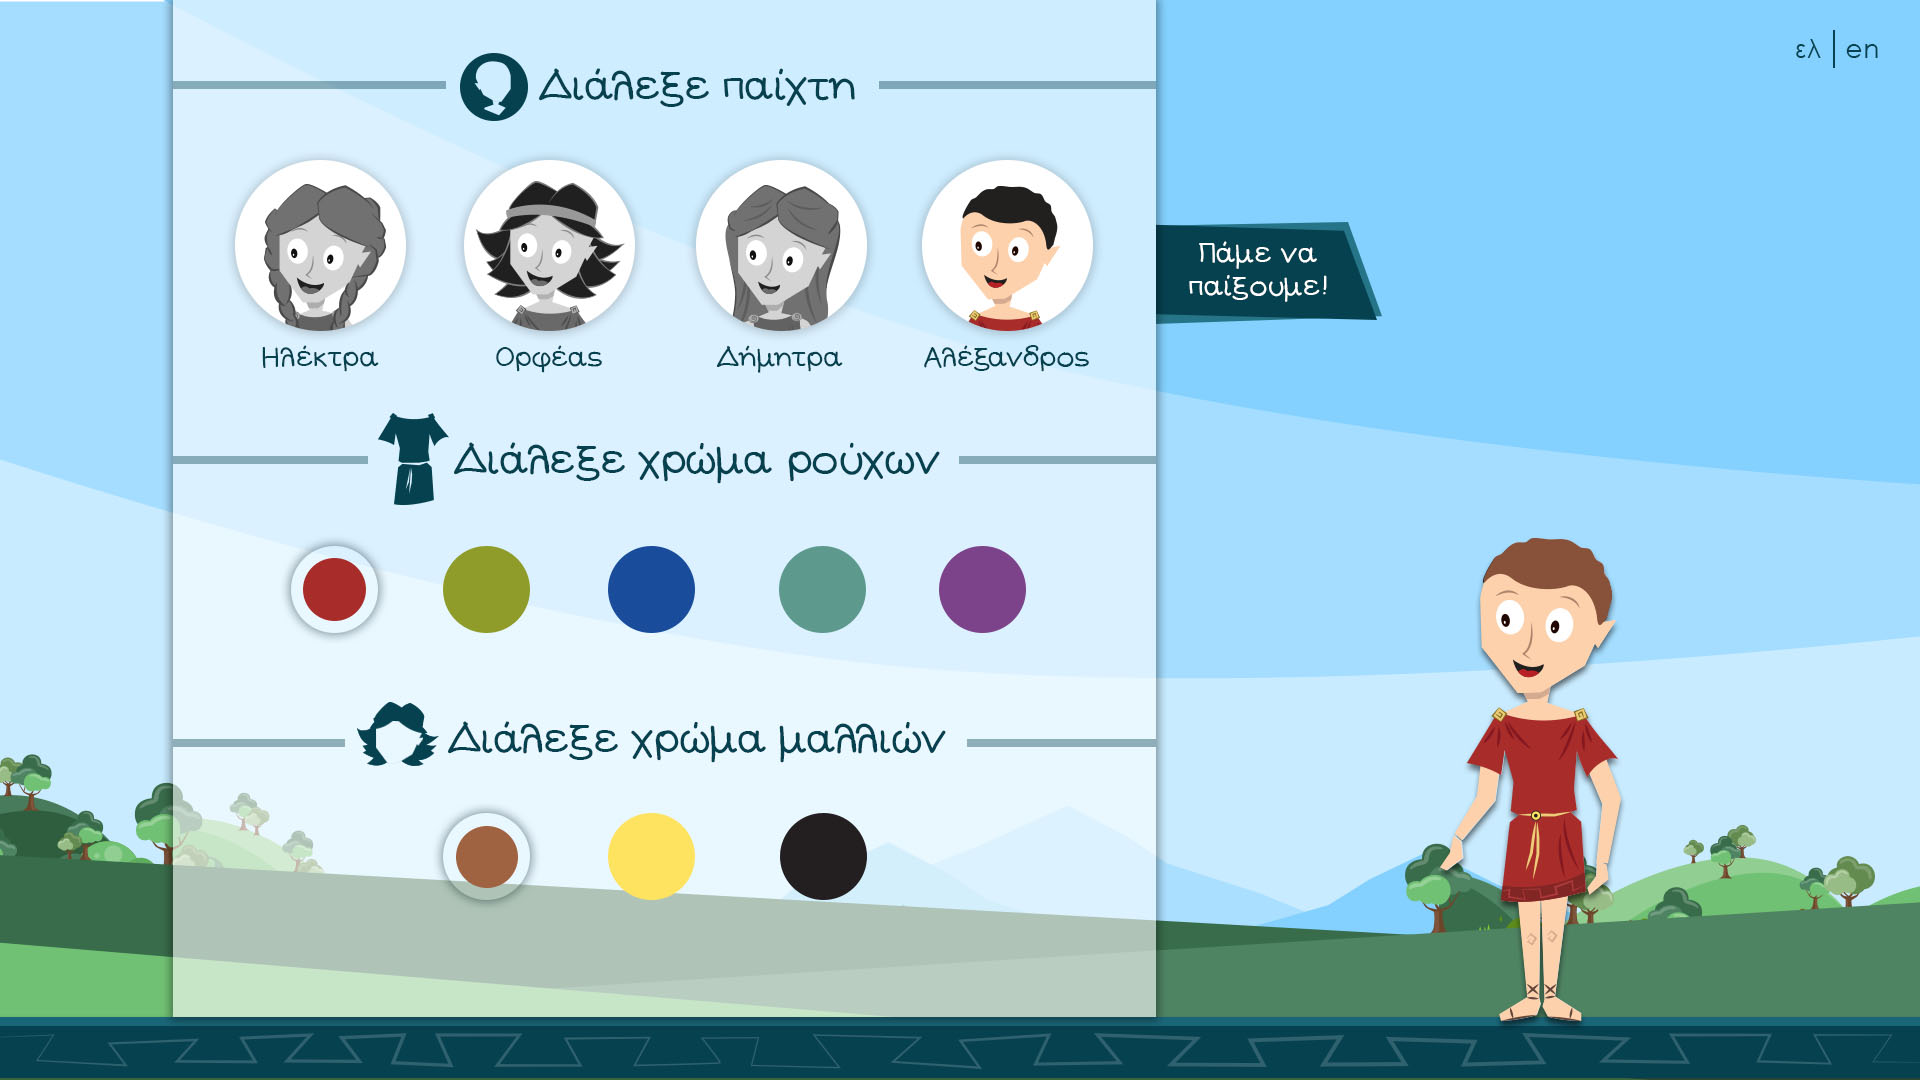 Διάλεξε παίχτη
ελ | en
Πάμε να
παίξουμε!
Ηλέκτρα
Ορφέας
Δήμητρα
Αλέξανδρος
Διάλεξε χρώμα ρούχων
Διάλεξε χρώμα μαλλιών